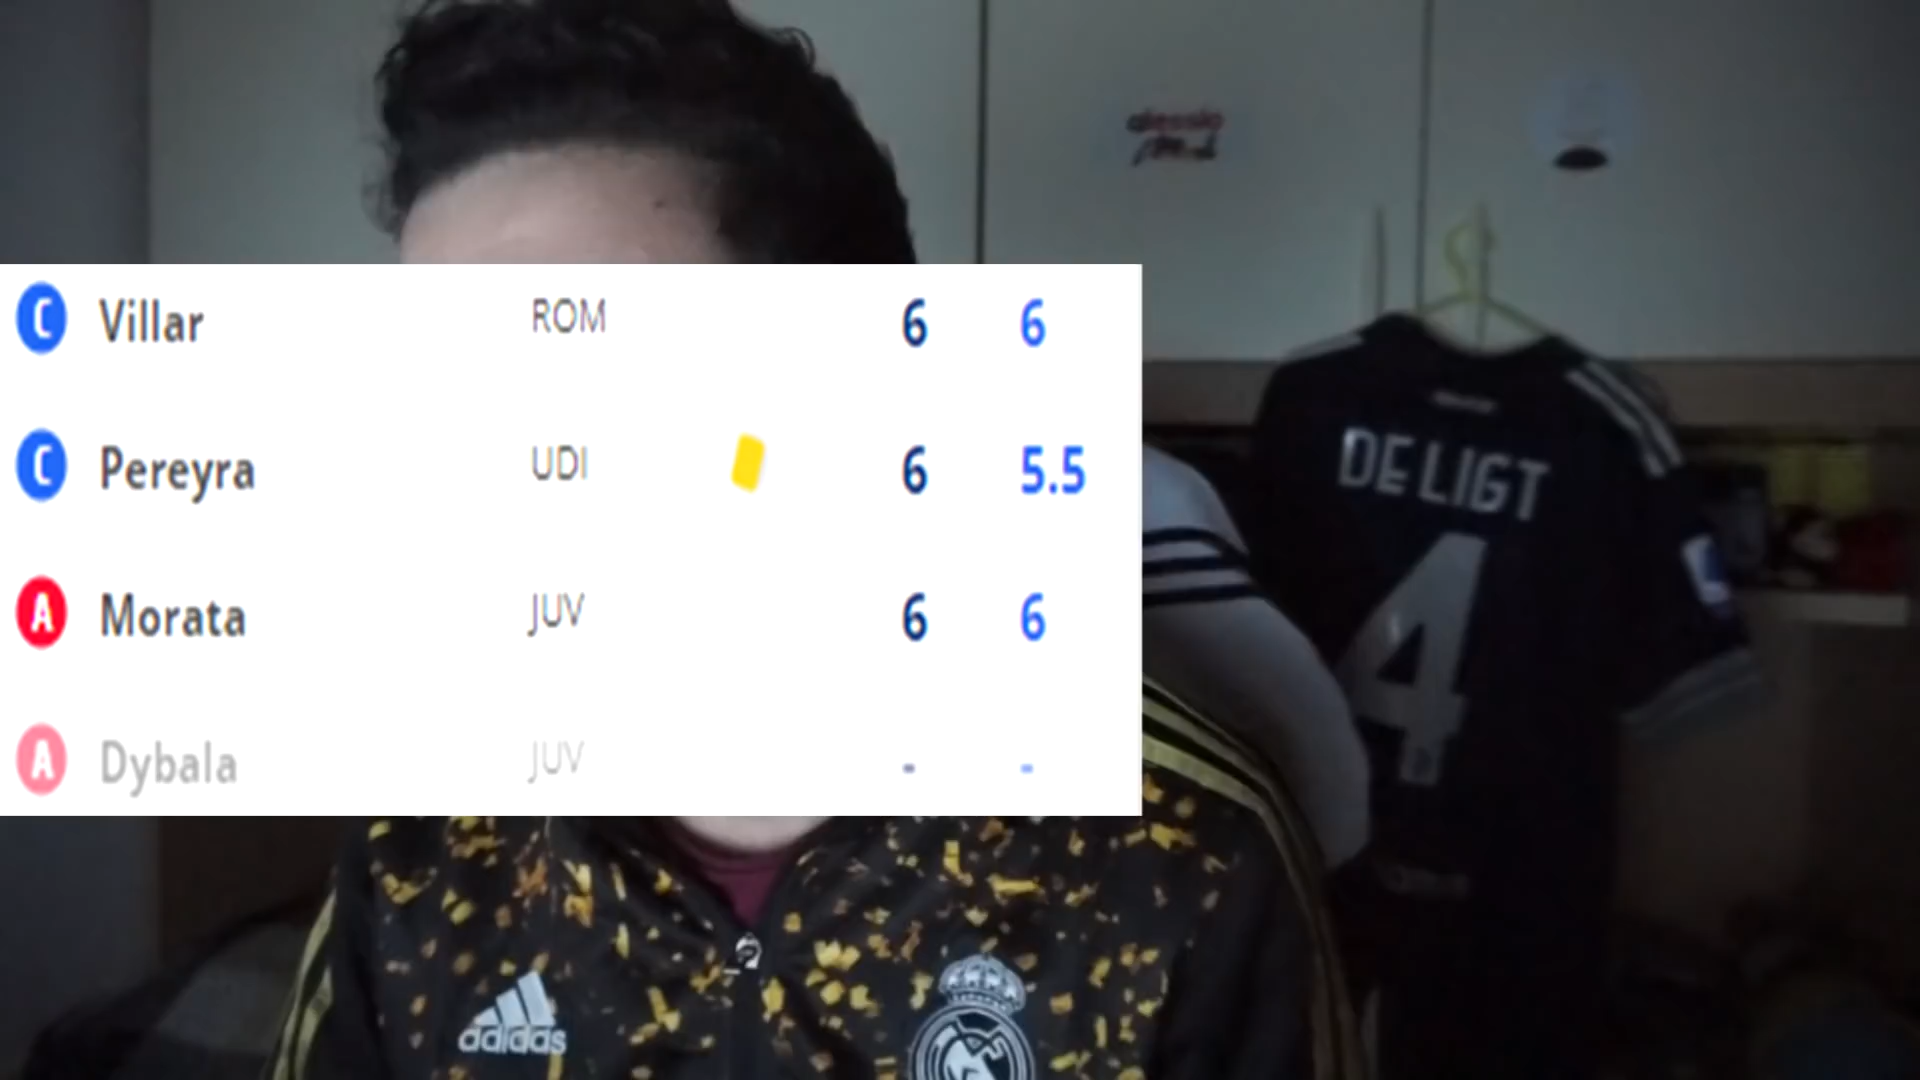 alessio
C Villar ROM 6 6
DE LIGT
C Pereyra UDI 6 5.5
4
A Morata JUV 6 6
A Dybala JUV - -
adidas